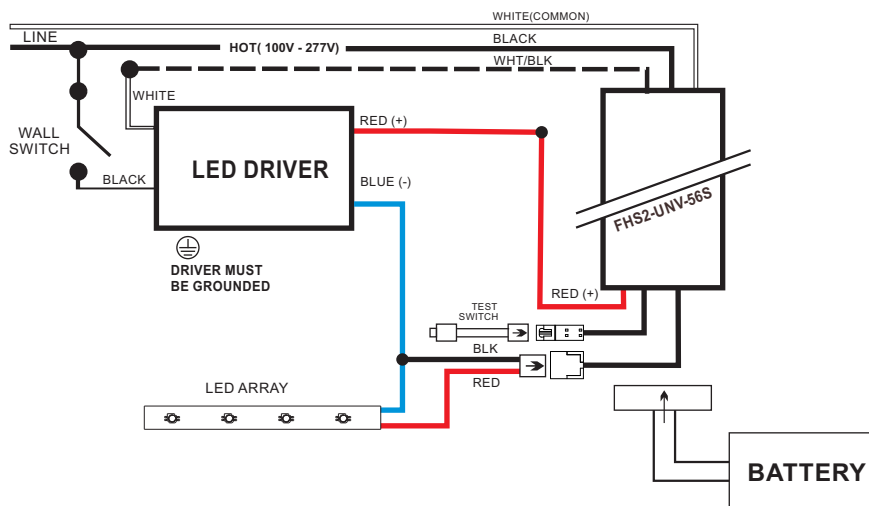 WHITE(COMMON)
LINE
HOT( 100V - 277V)
BLACK
WHT/BLK
WHITE
WALL
SWITCH
RED (+)
LED DRIVER
BLACK
BLUE (-)
FHS2-UNV-56S
DRIVER MUST
BE GROUNDED
RED (+)
TEST
SWITCH
BLK
RED
LED ARRAY
BATTERY